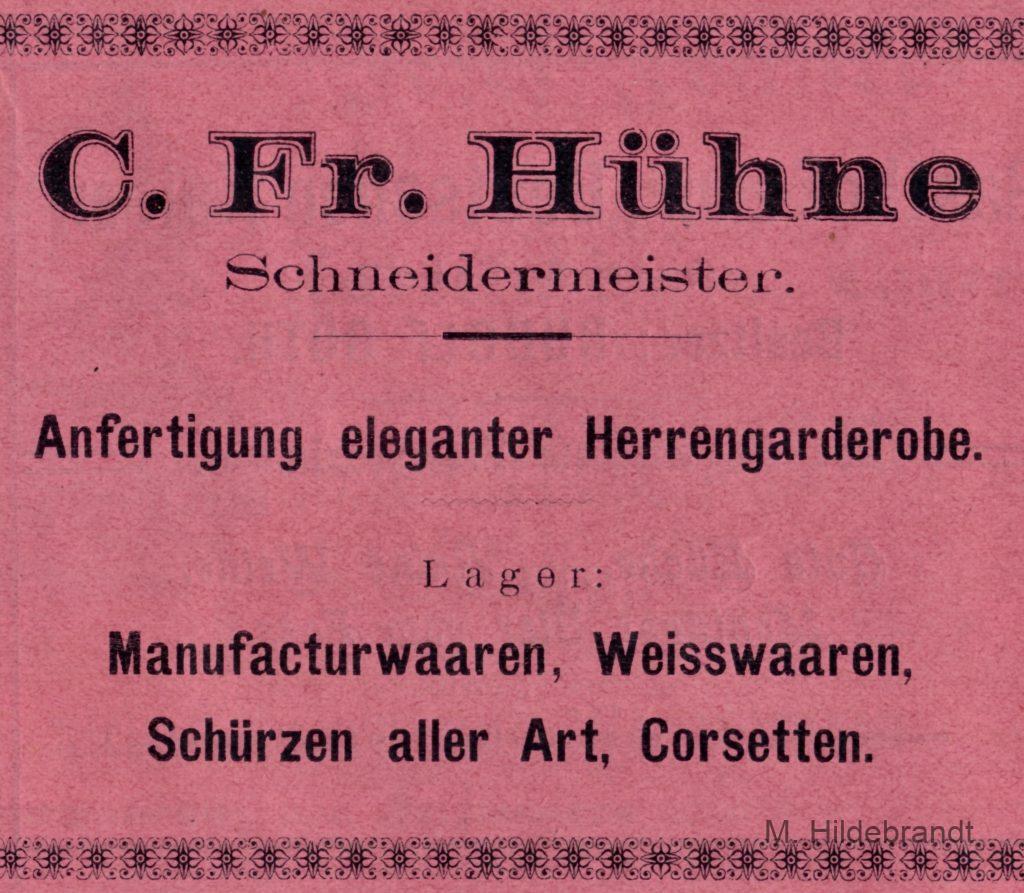 C. Fr. Hühne
Schneidermeister.
Anfertigung eleganter Herrengarderobe.
Lager:
Manufacturwaaren, Weisswaaren,
Schürzen aller Art, Corsetten.
M. Hildebrandt